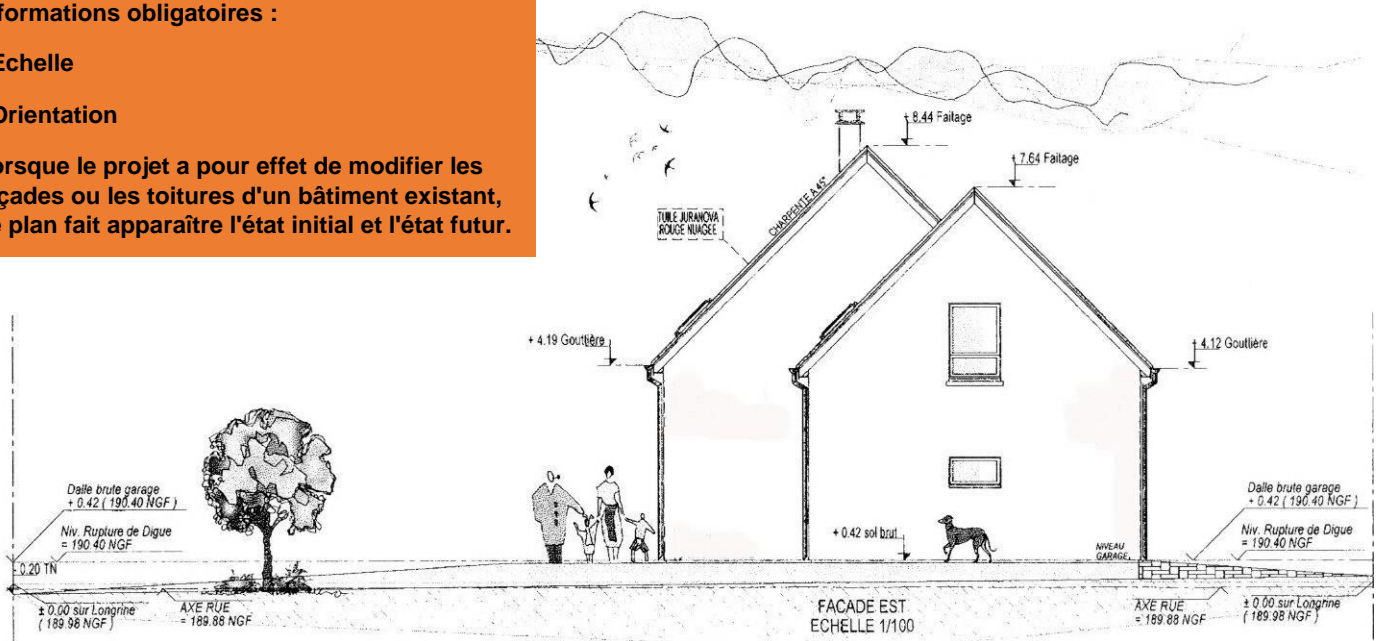 formations obligatoires :
Echelle
Orientation
orsque le projet a pour effet de modifier les
çades ou les toitures d'un bâtiment existant,
e plan fait apparaître l'état initial et l'état futur.
+ 8.44 Faitage
+ 7.64 Faitage
CHARPENTE A 45°
TUILE JURANOVA
ROUGE NUAGEE
+ 4.19 Gouttière
+ 4.12 Gouttière
Dalle brute garage
+ 0.42 ( 190.40 NGF )
Niv. Rupture de Digue
= 190.40 NGF
- 0.20 TN
± 0.00 sur Longrine
( 189.98 NGF )
AXE RUE
= 189.88 NGF
+ 0.42 sol brut
NIVEAU
GARAGE
Dalle brute garage
+ 0.42 ( 190.40 NGF )
Niv. Rupture de Digue
= 190.40 NGF
AXE RUE
= 189.88 NGF
± 0.00 sur Longrine
( 189.98 NGF )
FACADE EST
ECHELLE 1/100